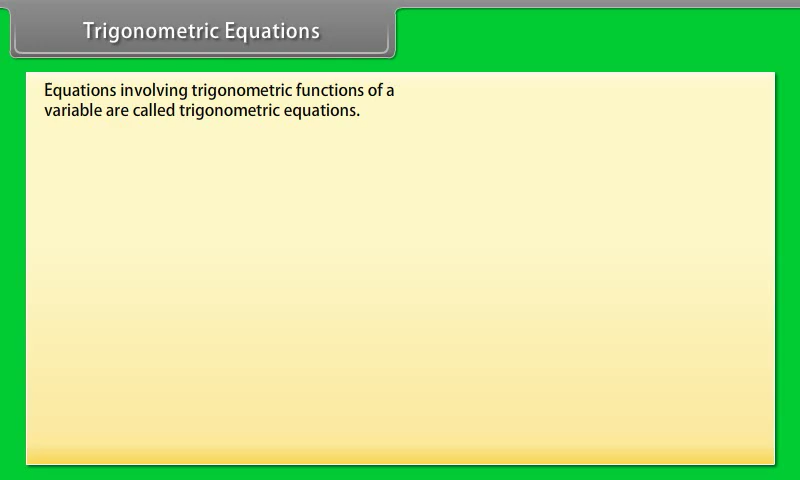 Trigonometric Equations
Equations involving trigonometric functions of a
variable are called trigonometric equations.